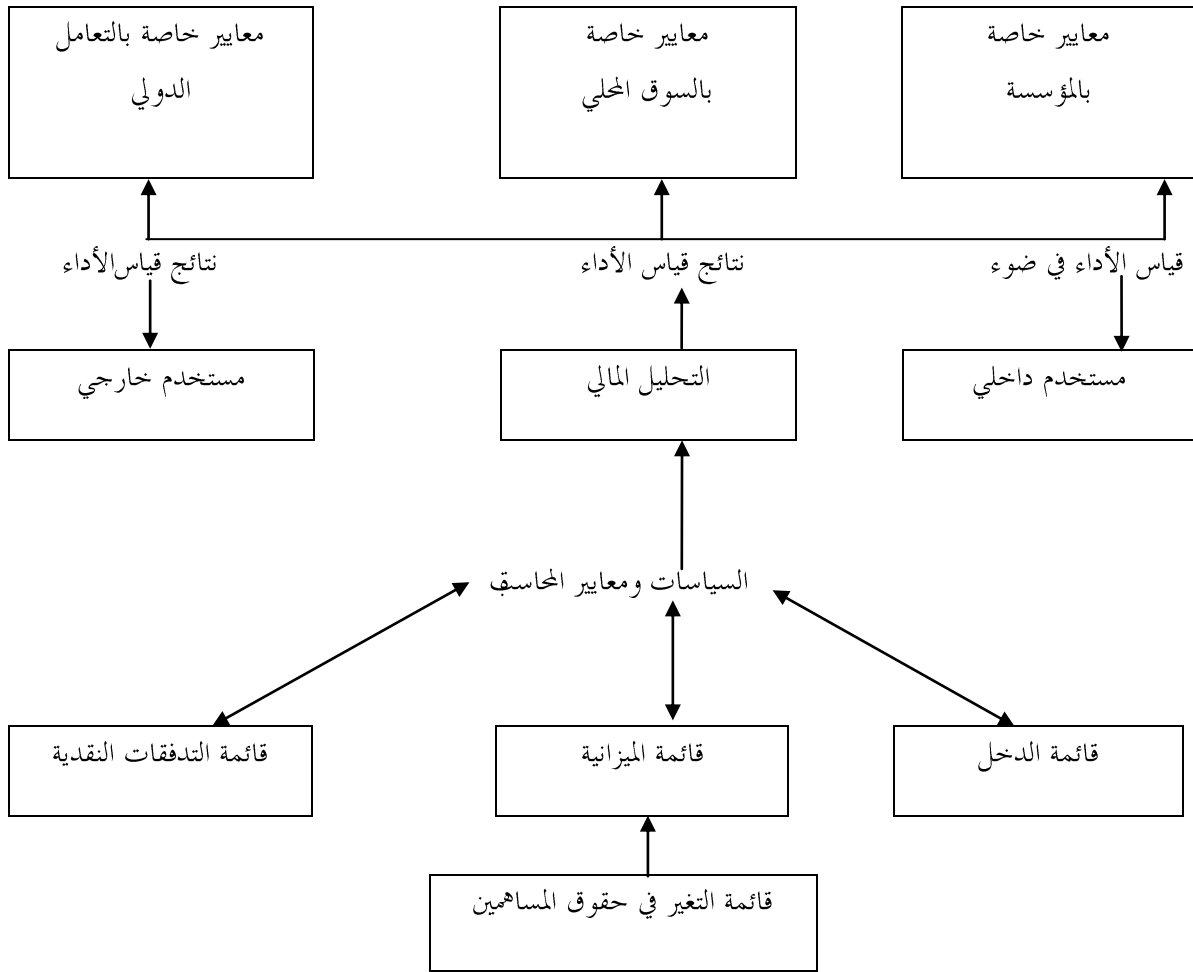 معايير خاصة
بالمؤسسة
معايير خاصة
بالسوق المحلي
معايير خاصة بالتعامل
الدولي
قياس الأداء في ضوء
نتائج قياس الأداء
نتائج قياس الأداء
مستخدم داخلي
التحليل المالي
مستخدم خارجي
السياسات ومعايير المحاسبة
قائمة الدخل
قائمة الميزانية
قائمة التدفقات النقدية
قائمة التغير في حقوق المساهمين